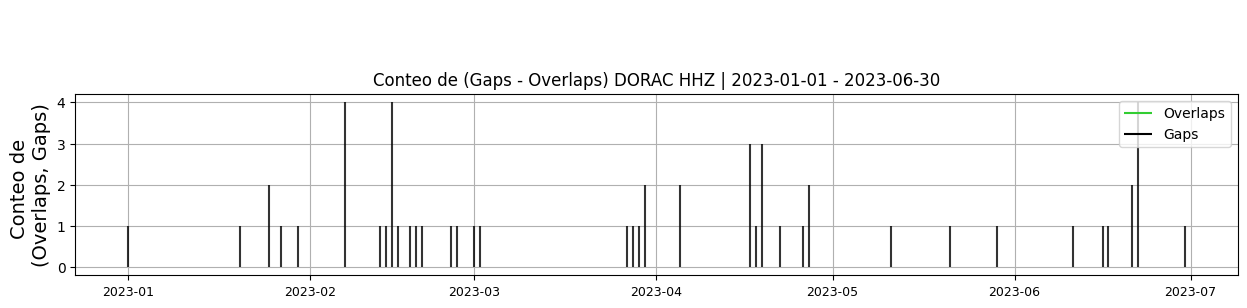 Conteo de (Gaps - Overlaps) DORAC HHZ | 2023-01-01 - 2023-06-30
Conteo de
(Overlaps, Gaps)
4
3
2
1
0
Overlaps
Gaps
2023-01
2023-02
2023-03
2023-04
2023-05
2023-06
2023-07